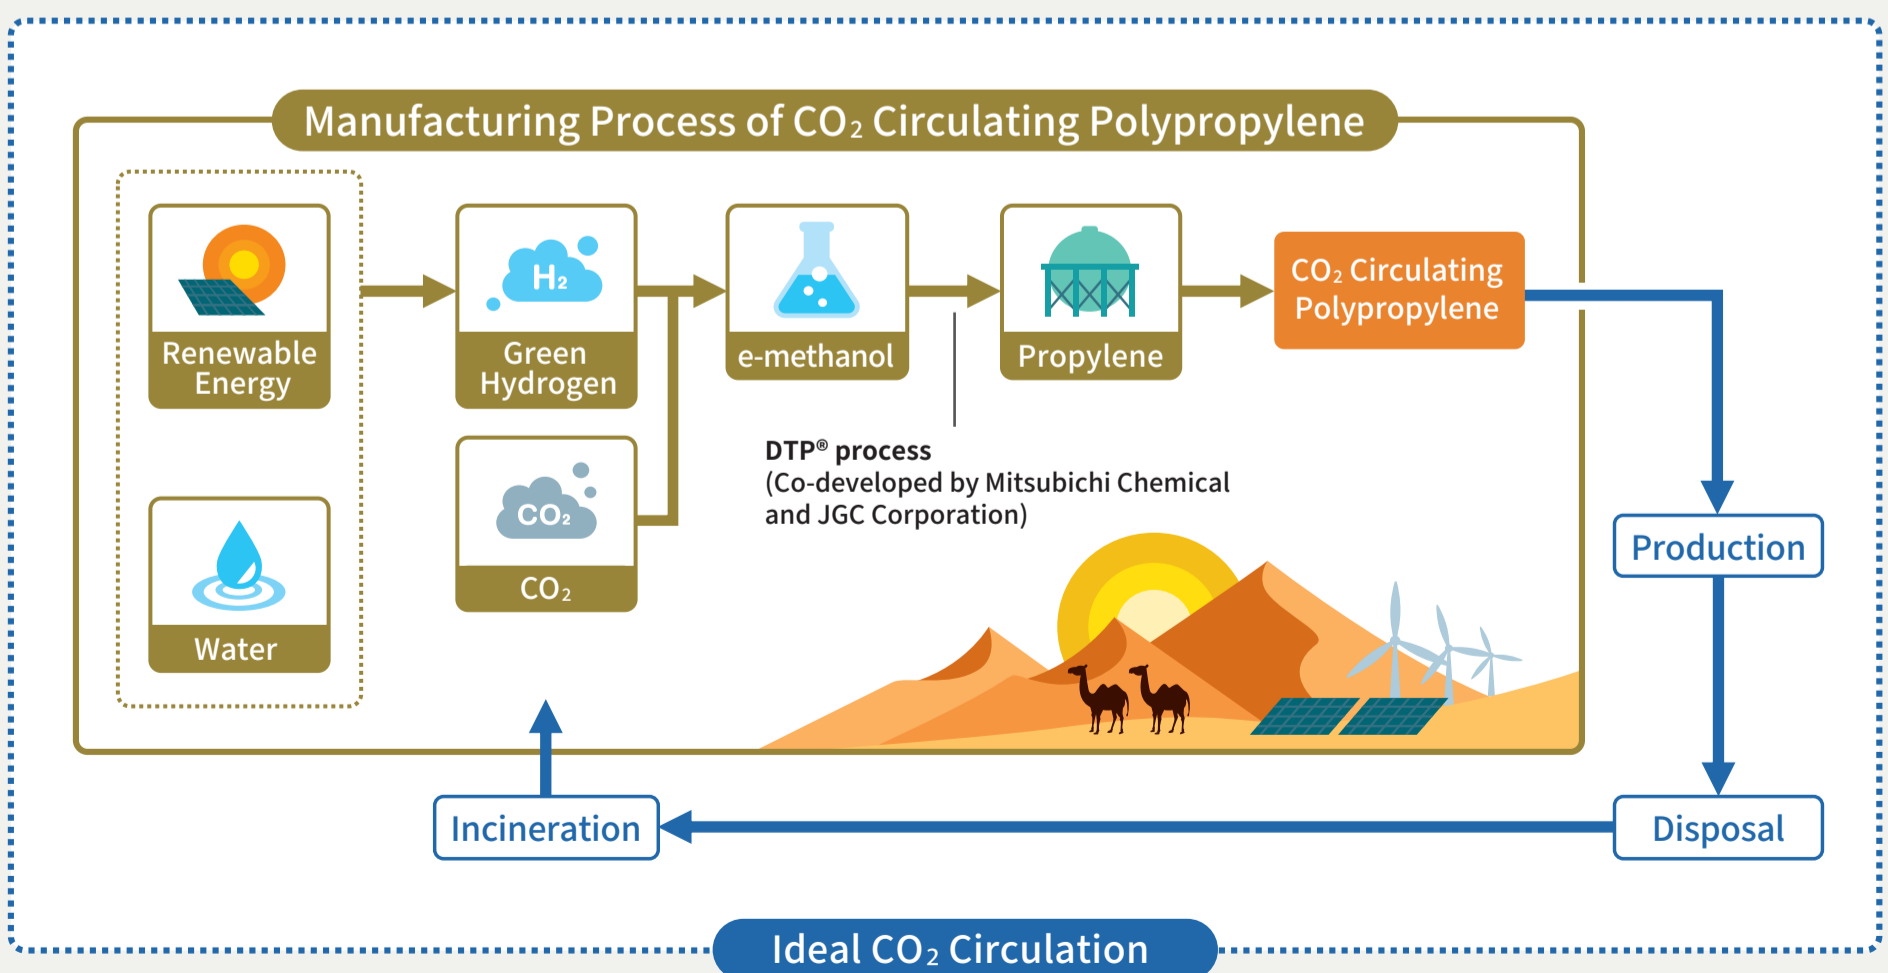 Manufacturing Process of CO₂ Circulating Polypropylene
Renewable
Energy
H₂
Green
Hydrogen
e-methanol
Propylene
CO₂ Circulating
Polypropylene
DTP® process
(Co-developed by Mitsubichi Chemical
and JGC Corporation)
CO₂
CO₂
Water
Production
Incineration
Disposal
Ideal CO₂ Circulation